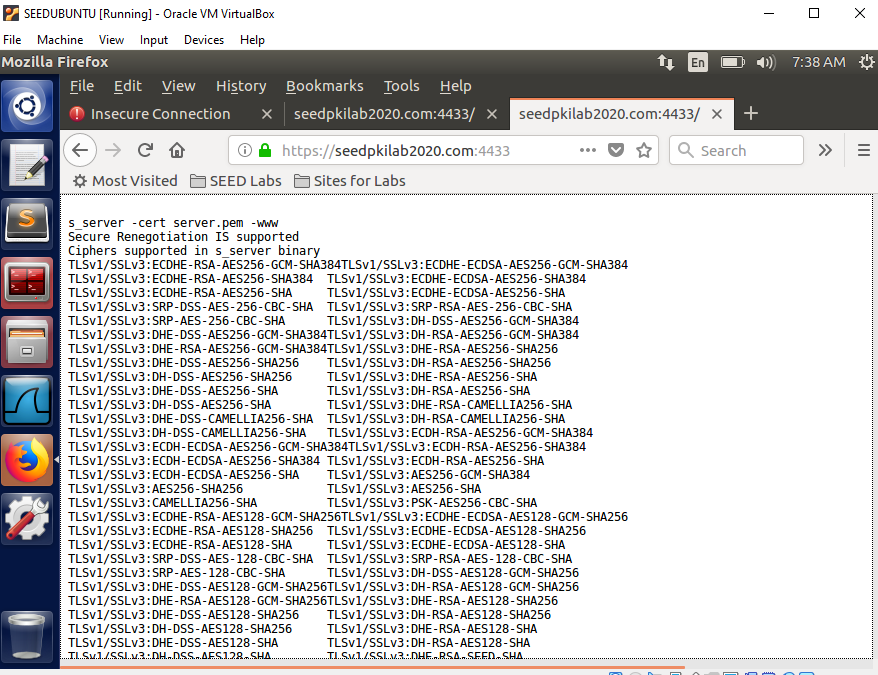 SEEDUBUNTU [Running] - Oracle VM VirtualBox
File Machine View Input Devices Help
Mozilla Firefox En 7:38 AM
File Edit View History Bookmarks Tools Help
Insecure Connection seedpkilab2020.com:4433/ seedpkilab2020.com:4433/
https://seedpkilab2020.com:4433 Search
Most Visited SEED Labs Sites for Labs
s_server -cert server.pem -www
Secure Renegotiation IS supported
Ciphers supported in s_server binary
TLSv1/SSLv3:ECDHE-RSA-AES256-GCM-SHA384TLSv1/SSLv3:ECDHE-ECDSA-AES256-GCM-SHA384
TLSv1/SSLv3:ECDHE-RSA-AES256-SHA384 TLSv1/SSLv3:ECDHE-ECDSA-AES256-SHA384
TLSv1/SSLv3:ECDHE-RSA-AES256-SHA TLSv1/SSLv3:ECDHE-ECDSA-AES256-SHA
TLSv1/SSLv3:SRP-DSS-AES-256-CBC-SHA TLSv1/SSLv3:SRP-RSA-AES-256-CBC-SHA
TLSv1/SSLv3:SRP-AES-256-CBC-SHA TLSv1/SSLv3:DH-DSS-AES256-GCM-SHA384
TLSv1/SSLv3:DHE-DSS-AES256-GCM-SHA384TLSv1/SSLv3:DH-RSA-AES256-GCM-SHA384
TLSv1/SSLv3:DHE-RSA-AES256-GCM-SHA384TLSv1/SSLv3:DHE-RSA-AES256-SHA256
TLSv1/SSLv3:DHE-DSS-AES256-SHA256 TLSv1/SSLv3:DH-RSA-AES256-SHA256
TLSv1/SSLv3:DH-DSS-AES256-SHA256 TLSv1/SSLv3:DHE-RSA-AES256-SHA
TLSv1/SSLv3:DHE-DSS-AES256-SHA TLSv1/SSLv3:DH-RSA-AES256-SHA
TLSv1/SSLv3:DH-DSS-AES256-SHA TLSv1/SSLv3:DHE-RSA-CAMELLIA256-SHA
TLSv1/SSLv3:DHE-DSS-CAMELLIA256-SHA TLSv1/SSLv3:DH-RSA-CAMELLIA256-SHA
TLSv1/SSLv3:DH-DSS-CAMELLIA256-SHA TLSv1/SSLv3:ECDH-RSA-AES256-GCM-SHA384
TLSv1/SSLv3:ECDH-ECDSA-AES256-GCM-SHA384TLSv1/SSLv3:ECDH-RSA-AES256-SHA384
TLSv1/SSLv3:ECDH-ECDSA-AES256-SHA384 TLSv1/SSLv3:ECDH-RSA-AES256-SHA
TLSv1/SSLv3:ECDH-ECDSA-AES256-SHA TLSv1/SSLv3:AES256-GCM-SHA384
TLSv1/SSLv3:AES256-SHA256 TLSv1/SSLv3:AES256-SHA
TLSv1/SSLv3:CAMELLIA256-SHA TLSv1/SSLv3:PSK-AES256-CBC-SHA
TLSv1/SSLv3:ECDHE-RSA-AES128-GCM-SHA256TLSv1/SSLv3:ECDHE-ECDSA-AES128-GCM-SHA256
TLSv1/SSLv3:ECDHE-RSA-AES128-SHA256 TLSv1/SSLv3:ECDHE-ECDSA-AES128-SHA256
TLSv1/SSLv3:ECDHE-RSA-AES128-SHA TLSv1/SSLv3:ECDHE-ECDSA-AES128-SHA
TLSv1/SSLv3:SRP-DSS-AES-128-CBC-SHA TLSv1/SSLv3:SRP-RSA-AES-128-CBC-SHA
TLSv1/SSLv3:SRP-AES-128-CBC-SHA TLSv1/SSLv3:DH-DSS-AES128-GCM-SHA256
TLSv1/SSLv3:DHE-DSS-AES128-GCM-SHA256TLSv1/SSLv3:DH-RSA-AES128-GCM-SHA256
TLSv1/SSLv3:DHE-RSA-AES128-GCM-SHA256TLSv1/SSLv3:DHE-RSA-AES128-SHA256
TLSv1/SSLv3:DHE-DSS-AES128-SHA256 TLSv1/SSLv3:DH-RSA-AES128-SHA256
TLSv1/SSLv3:DH-DSS-AES128-SHA256 TLSv1/SSLv3:DHE-RSA-AES128-SHA
TLSv1/SSLv3:DHE-DSS-AES128-SHA TLSv1/SSLv3:DH-RSA-AES128-SHA
TLSv1/SSLv3:DH-DSS-AES128-SHA TLSv1/SSLv3:DHE-RSA-SEED-SHA